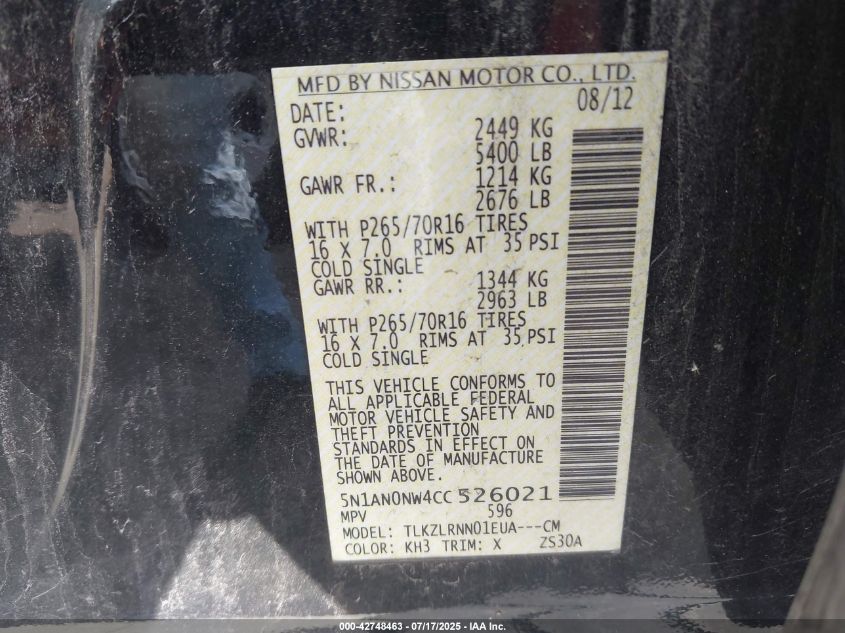 MFD BY NISSAN MOTOR CO., LTD.
DATE: 08/12
GVWR: 2449 KG
5400 LB
GAWR FR.: 1214 KG
2676 LB
WITH P265/70R16 TIRES
16 X 7.0 RIMS AT 35 PSI
COLD SINGLE
GAWR RR.: 1344 KG
2963 LB
WITH P265/70R16 TIRES
16 X 7.0 RIMS AT 35 PSI
COLD SINGLE
THIS VEHICLE CONFORMS TO
ALL APPLICABLE FEDERAL
MOTOR VEHICLE SAFETY AND
THEFT PREVENTION
STANDARDS IN EFFECT ON
THE DATE OF MANUFACTURE
SHOWN ABOVE.
5N1AN0NW4CC526021
MPV 596
MODEL: TLKZLRNN01EUA---CM
COLOR: KH3 TRIM: X ZS30A
000-42748463 - 07/17/2025 - IAA Inc.